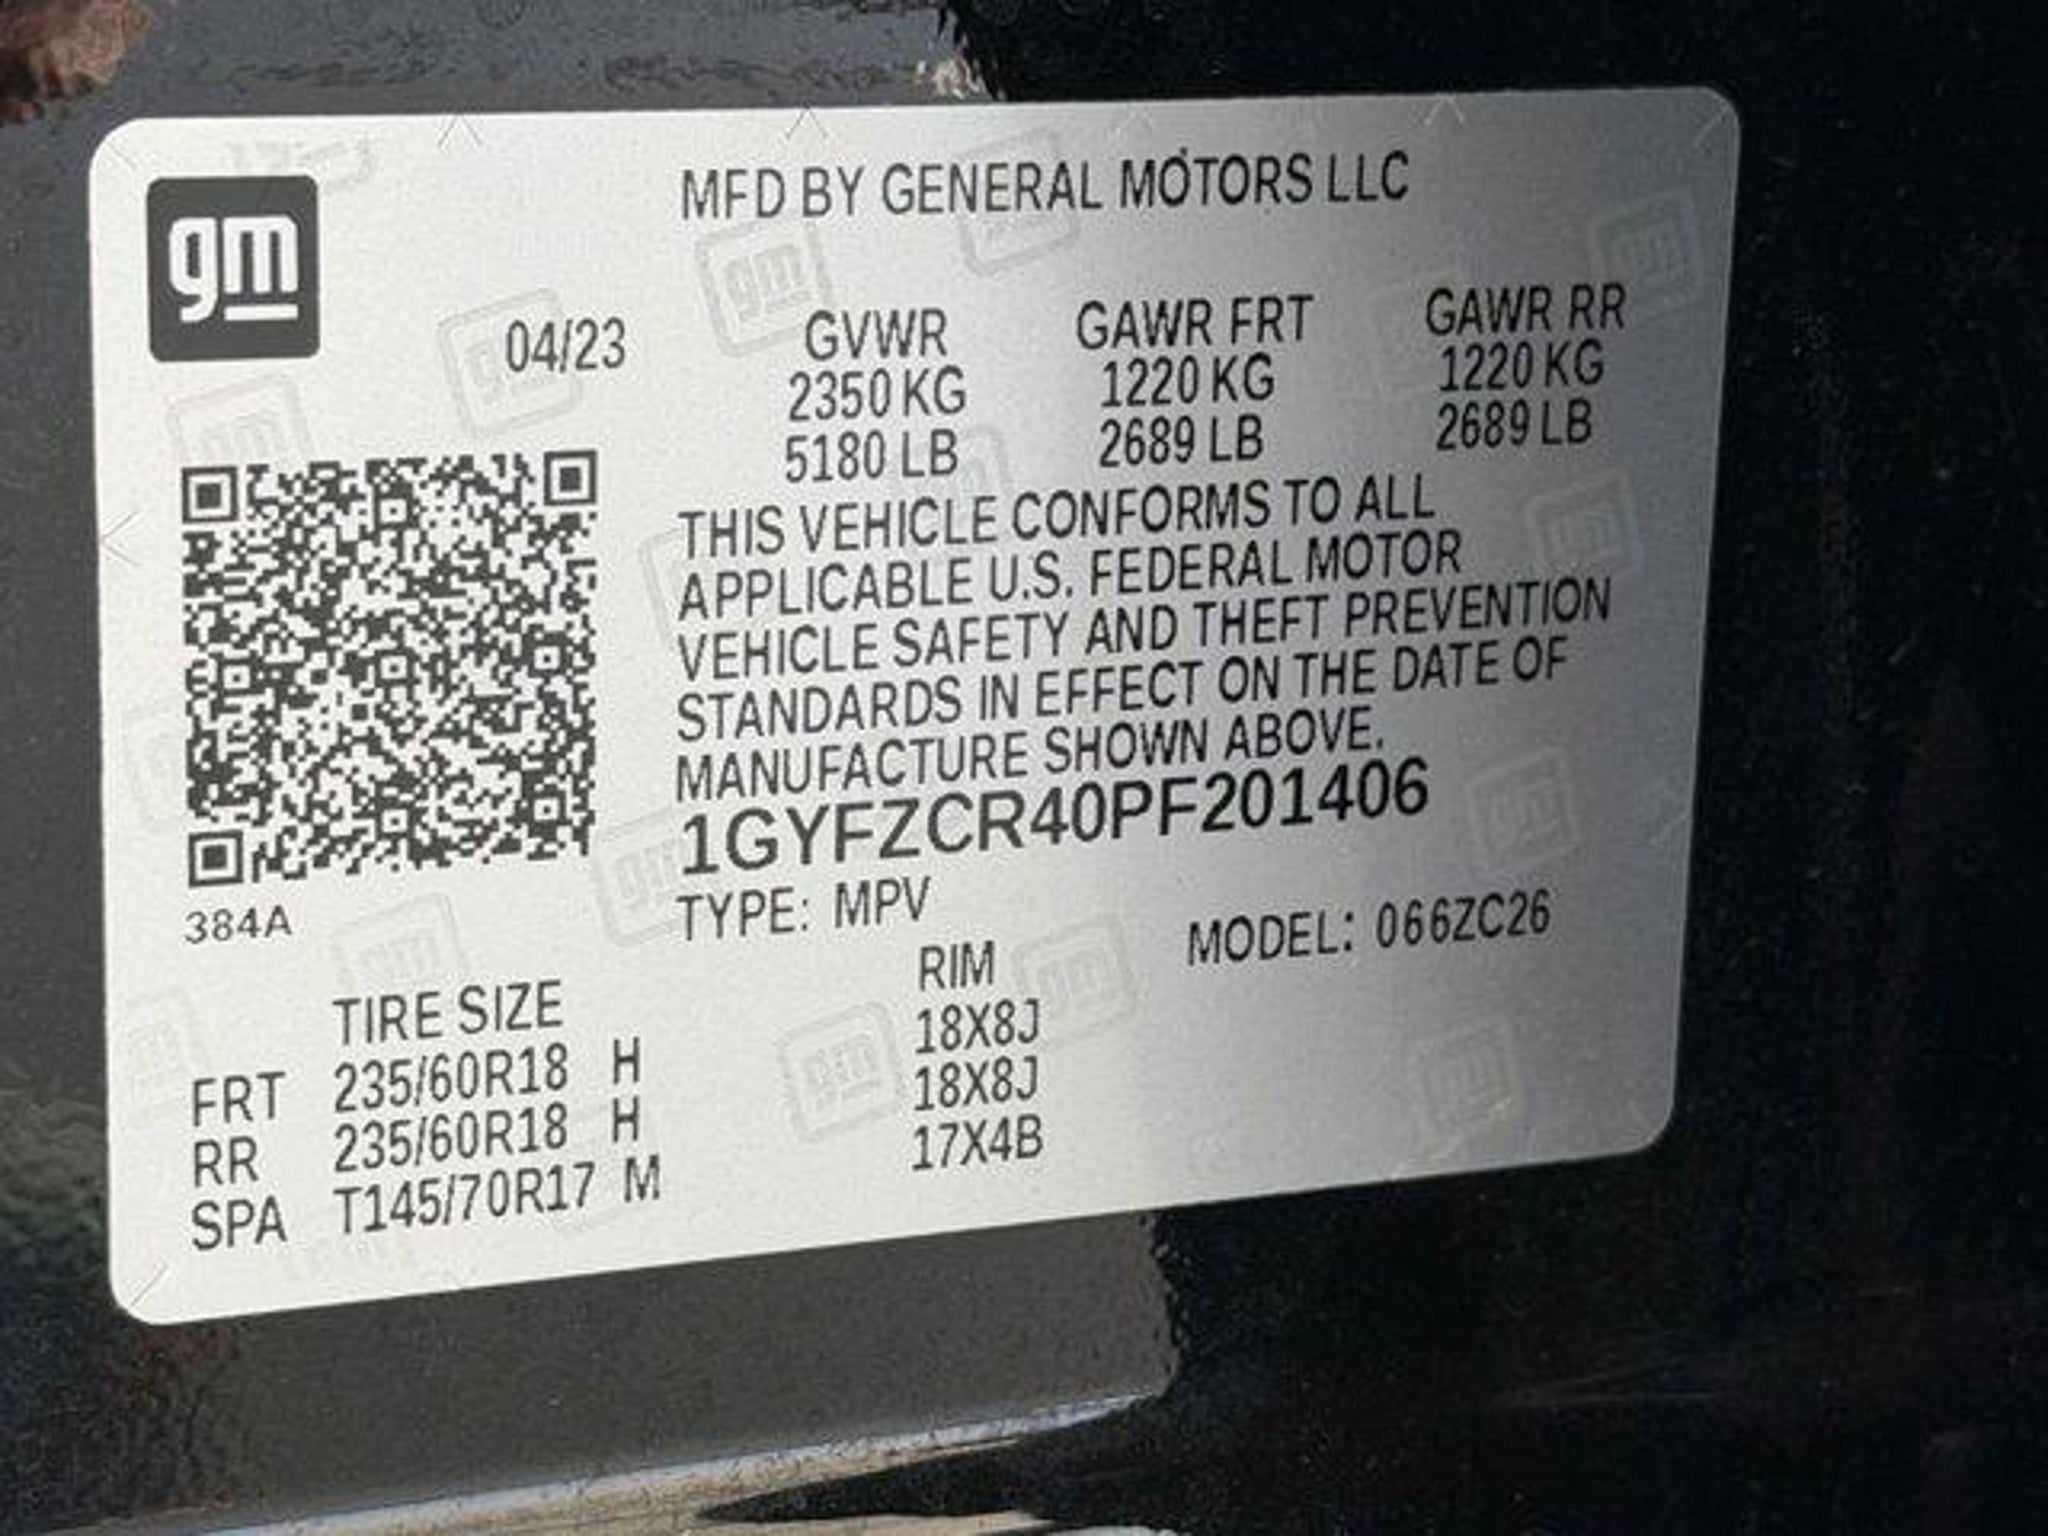 gm
MFD BY GENERAL MOTORS LLC
04/23
GVWR GAWR FRT GAWR RR
2350 KG 1220 KG 1220 KG
5180 LB 2689 LB 2689 LB
THIS VEHICLE CONFORMS TO ALL
APPLICABLE U.S. FEDERAL MOTOR
VEHICLE SAFETY AND THEFT PREVENTION
STANDARDS IN EFFECT ON THE DATE OF
MANUFACTURE SHOWN ABOVE.
1GYFZCR40PF201406
384A
TYPE: MPV MODEL: 066ZC26
TIRE SIZE RIM
FRT 235/60R18 H 18X8J
RR 235/60R18 H 18X8J
SPA T145/70R17 M 17X4B